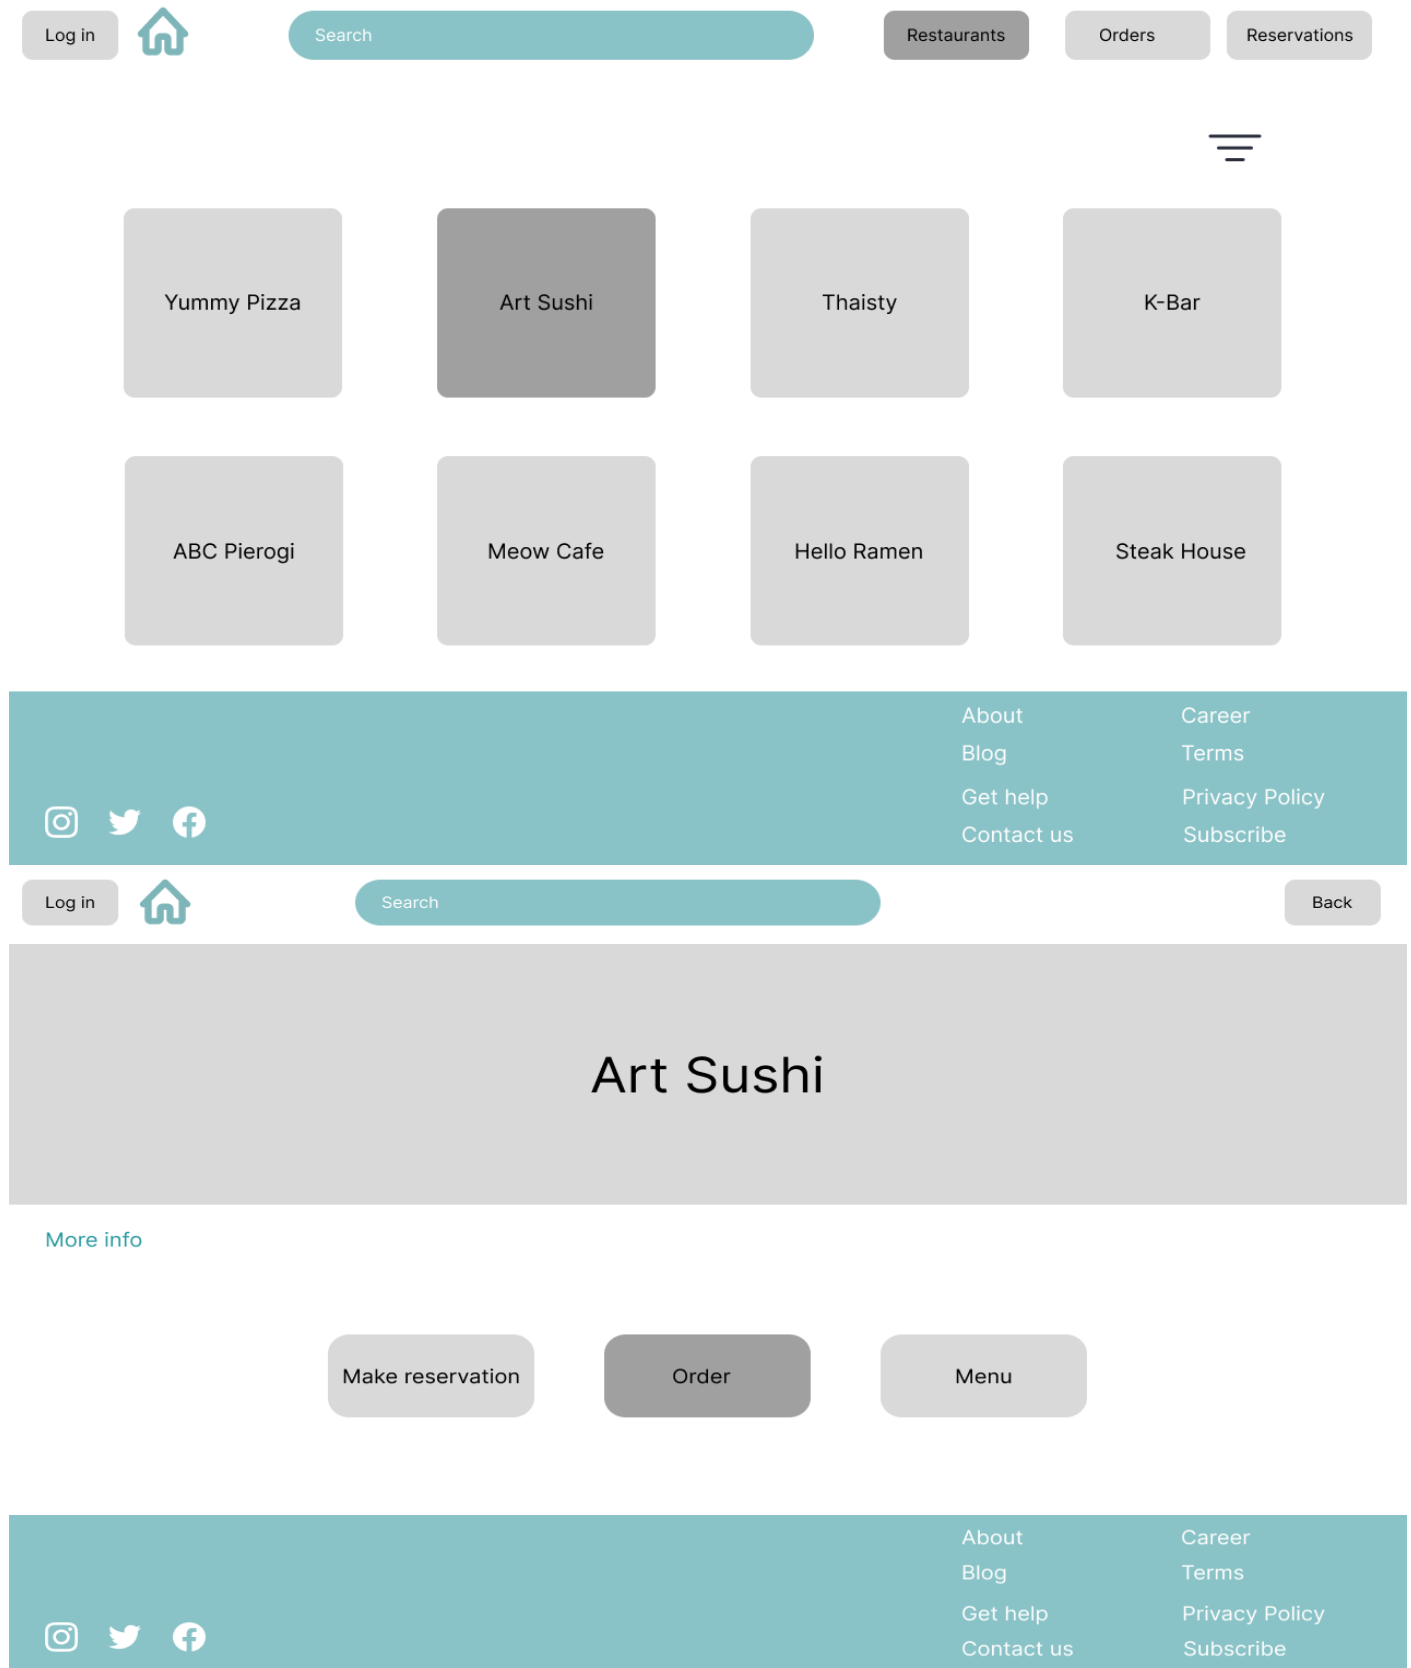 Log in
Search
Restaurants
Orders
Reservations
Yummy Pizza
Art Sushi
Thaisty
K-Bar
ABC Pierogi
Meow Cafe
Hello Ramen
Steak House
About
Career
Blog
Terms
Get help
Privacy Policy
Contact us
Subscribe
Log in
Search
Back
Art Sushi
More info
Make reservation
Order
Menu
About
Career
Blog
Terms
Get help
Privacy Policy
Contact us
Subscribe